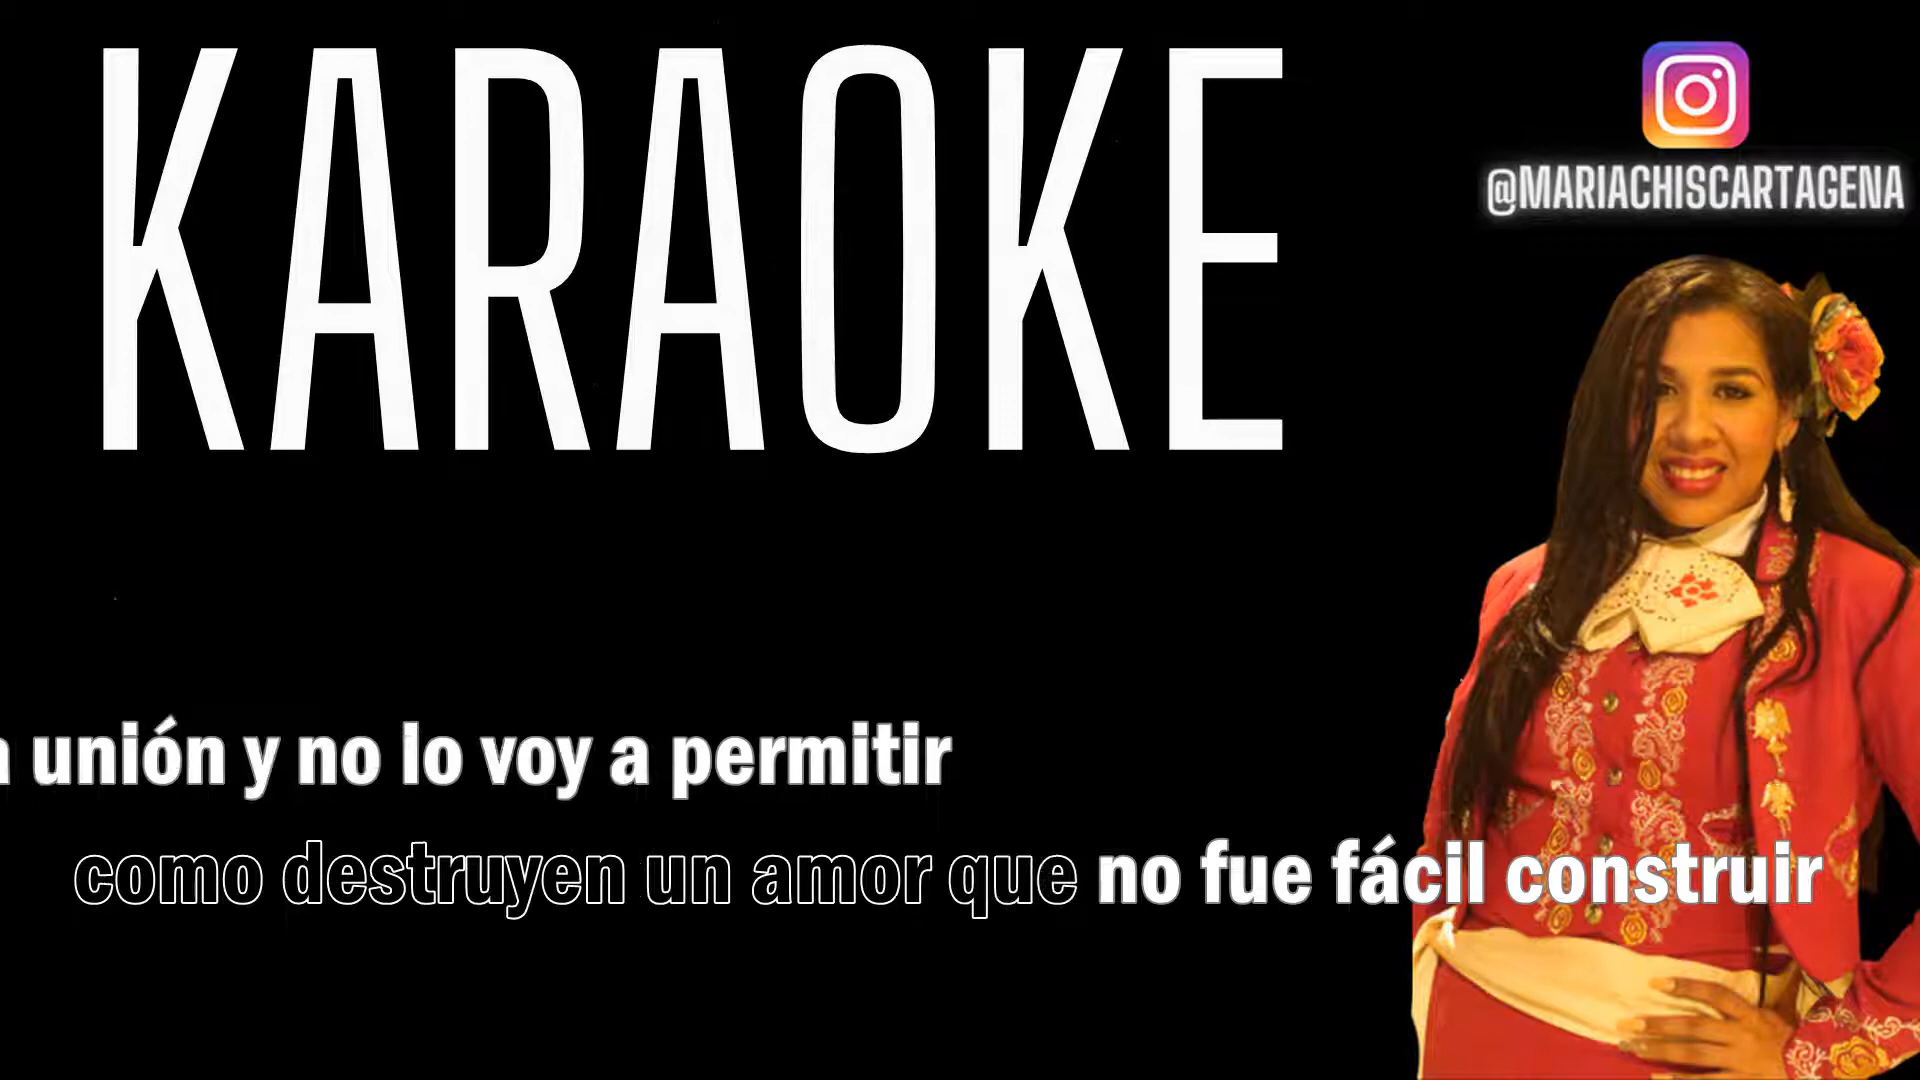 KARAOKE
@MARIACHISCARTAGENA
unión y no lo voy a permitir
como destruyen un amor que no fue fácil construir